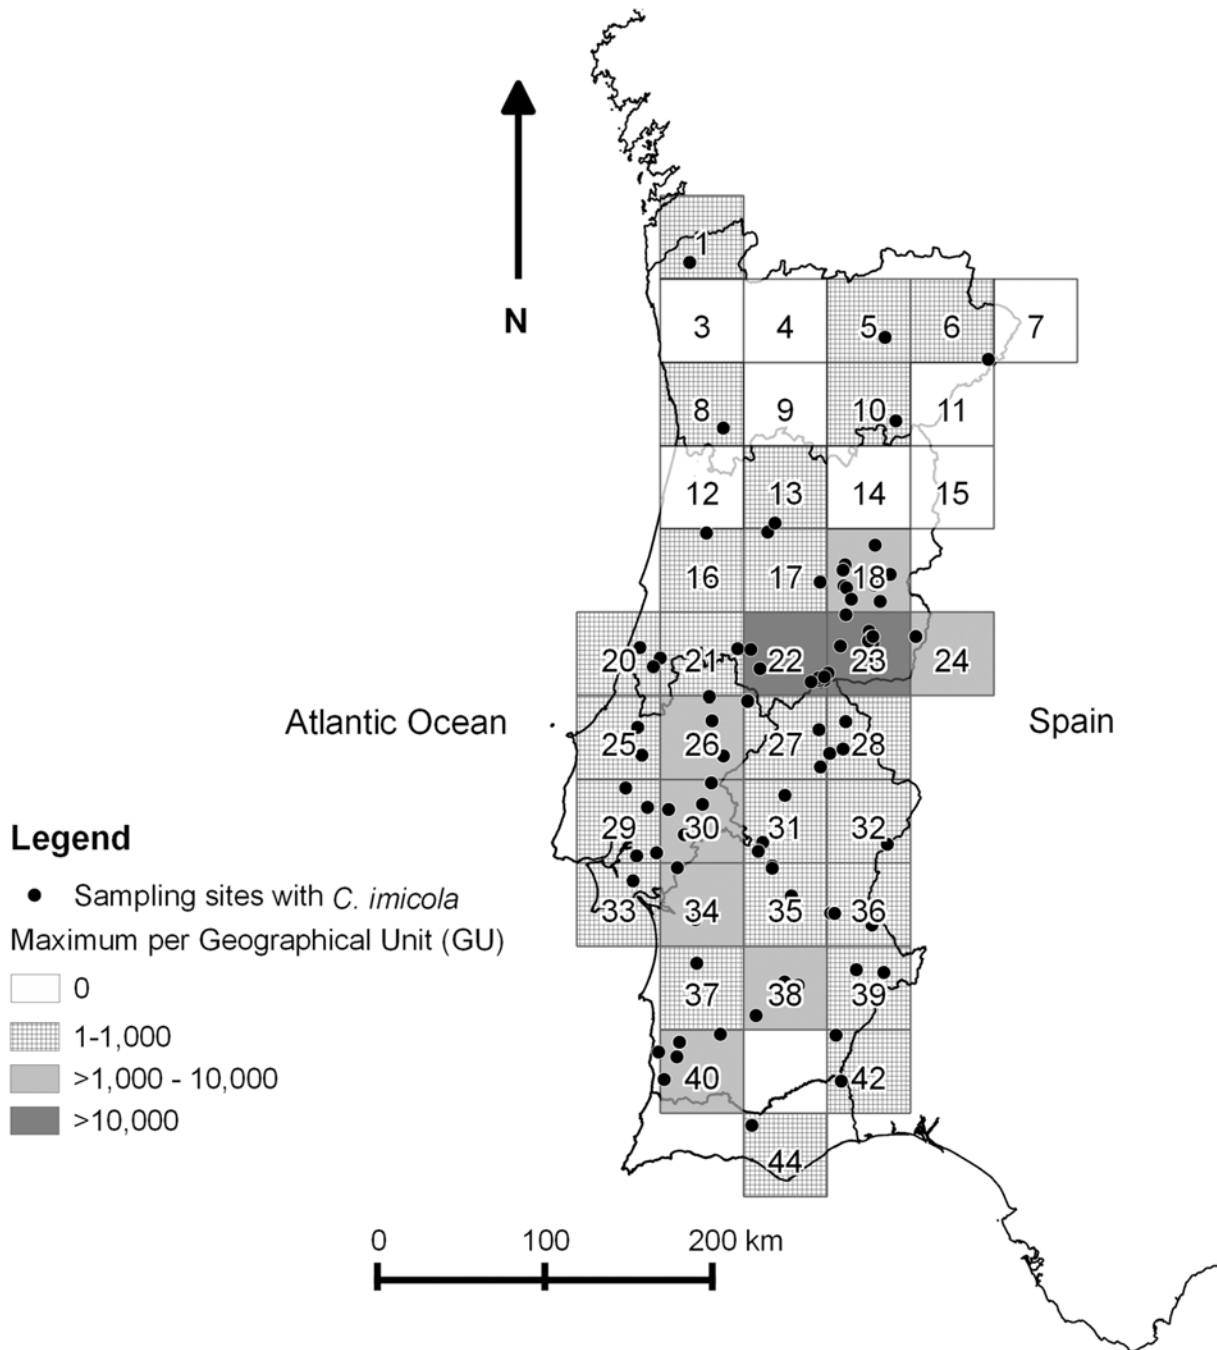 1
N
3 4 5 6 7
8 9 10 11
12 13 14 15
16 17 18
20 21 22 23 24
Atlantic Ocean
Spain
25 26 27 28
29 30 31 32
33 34 35 36
37 38 39
40 42
44
Legend
Sampling sites with C. imicola
Maximum per Geographical Unit (GU)
0
1-1,000
>1,000 - 10,000
>10,000
0 100 200 km